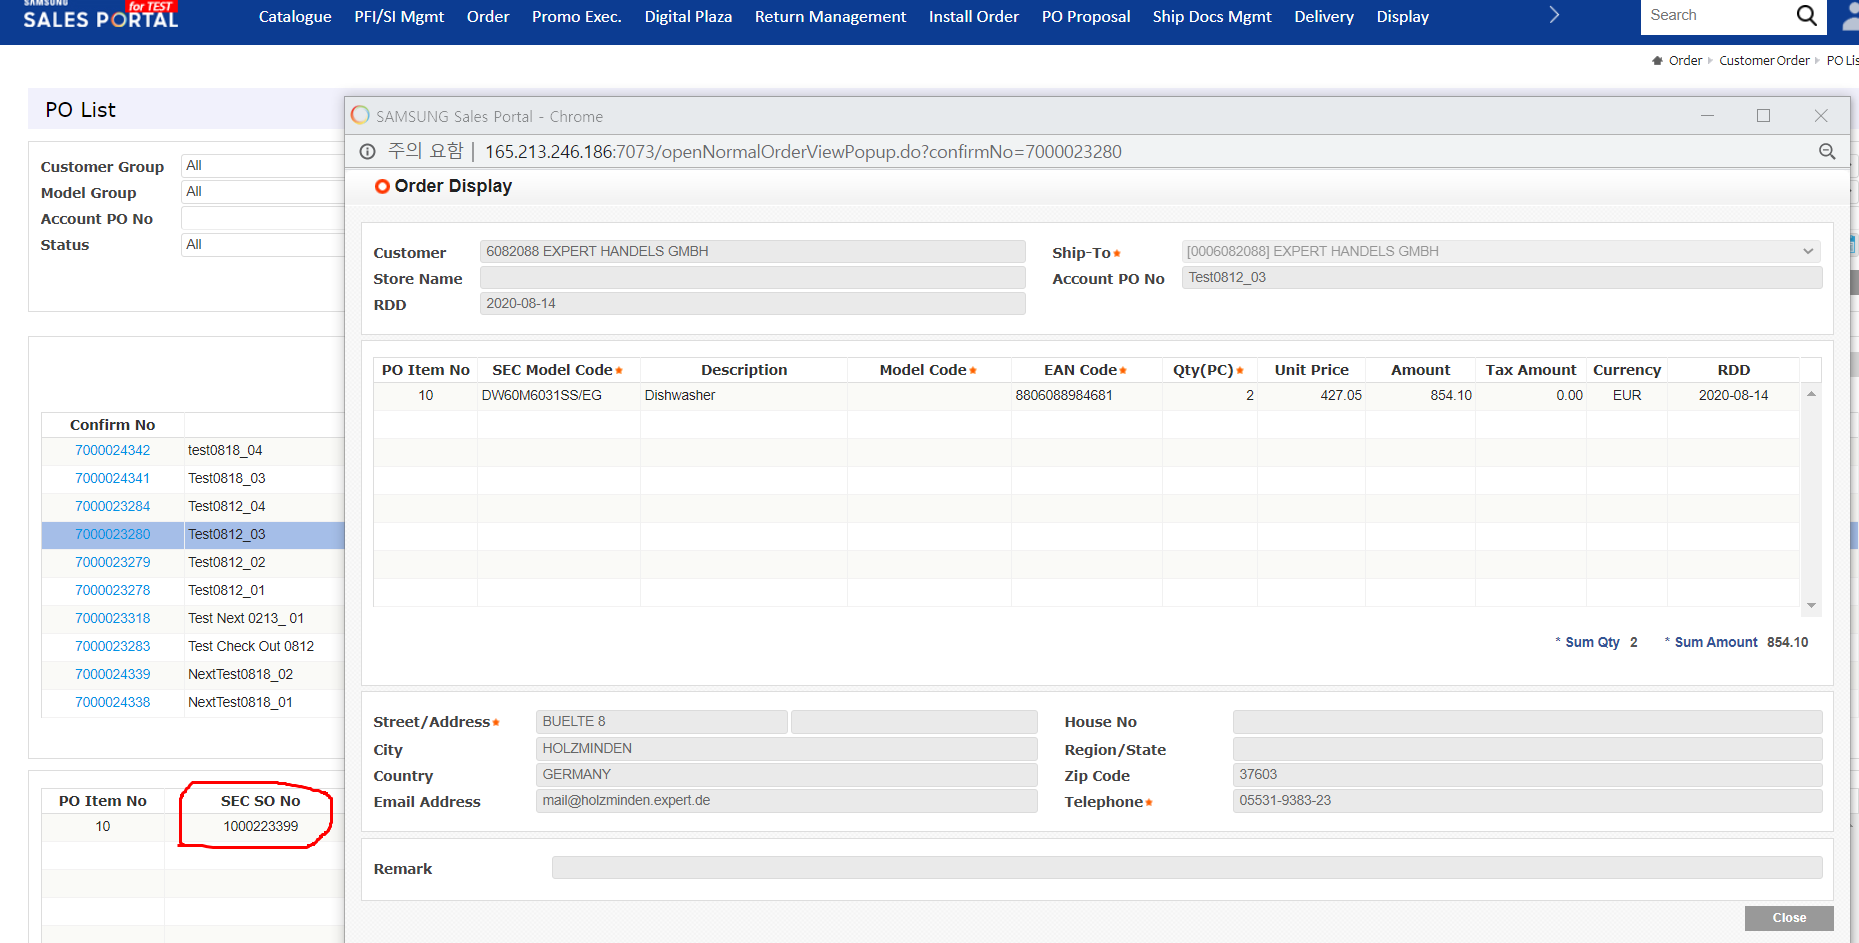 SAMSUNG for TEST
SALES PORTAL
Catalogue PFI/SI Mgmt Order Promo Exec. Digital Plaza Return Management Install Order PO Proposal Ship Docs Mgmt Delivery Display
Search
Order Customer Order
PO List
SAMSUNG Sales Portal - Chrome
주의 요함 | 165.213.246.186:7073/openNormalOrderViewPopup.do?confirmNo=7000023280
Customer Group All
Model Group All
Account PO No
Status All
Order Display
Customer 6082088 EXPERT HANDELS GMBH Ship-To* [0006082088] EXPERT HANDELS GMBH
Store Name Account PO No Test0812_03
RDD 2020-08-14
PO Item No SEC Model Code* Description Model Code* EAN Code* Qty(PC)* Unit Price Amount Tax Amount Currency RDD
10 DW60M6031SS/EG Dishwasher 8806088984681 2 427.05 854.10 0.00 EUR 2020-08-14
* Sum Qty 2 * Sum Amount 854.10
Confirm No
7000024342 test0818_04
7000024341 Test0818_03
7000023284 Test0812_04
7000023280 Test0812_03
7000023279 Test0812_02
7000023278 Test0812_01
7000023318 Test Next 0213_ 01
7000023283 Test Check Out 0812
7000024339 NextTest0818_02
7000024338 NextTest0818_01
Street/Address* BUELTE 8 House No
City HOLZMINDEN Region/State
Country GERMANY Zip Code 37603
Email Address mail@holzminden.expert.de Telephone* 05531-9383-23
PO Item No SEC SO No
10 1000223399
Remark
Close